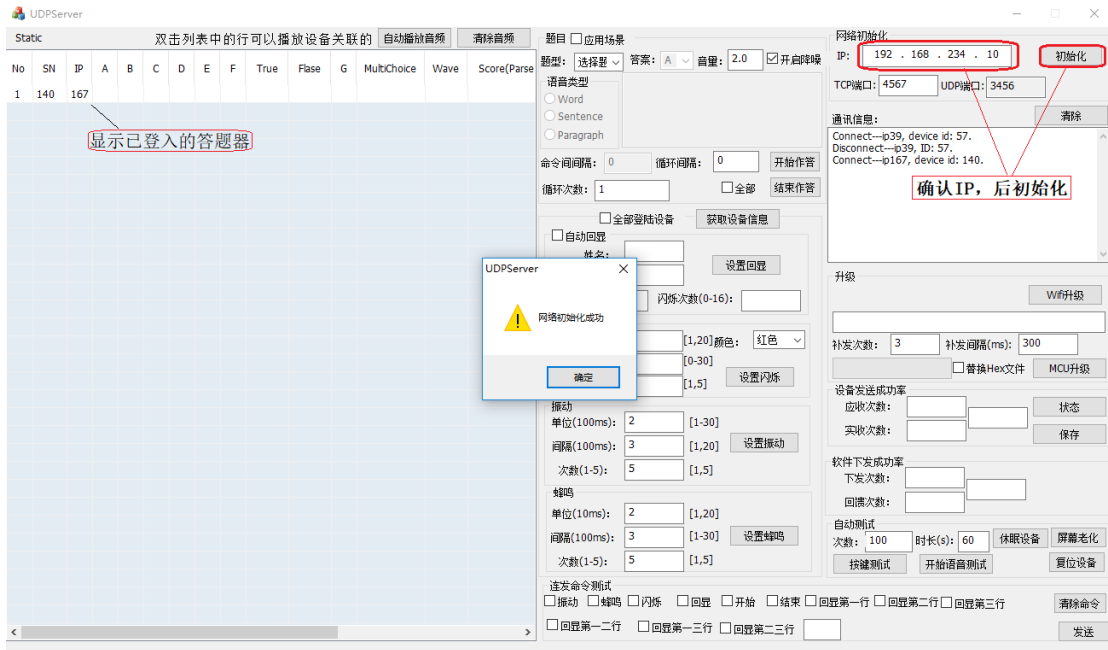 UDPServer
Static
双击列表中的行可以播放设备关联的
自动播放音频
清除音频
No SN IP A B C D E F True Flase G MultiChoice Wave Score(Parse
1 140 167
显示已登入的答题器
题目
应用场景
题型: 选择题 答案: A 音量: 2.0 开启降噪
语音类型
Word
Sentence
Paragraph
命令间间隔: 0 循环间隔: 0 开始作答
循环次数: 1 全部 结束作答
全部登陆设备 获取设备信息
自动回显
姓名:
设置回显
闪烁次数(0-16):
[1,20] 颜色: 红色
[0-30]
[1,5] 设置闪烁
UDPServer
网络初始化成功
确定
振动
单位(100ms): 2 [1-30]
间隔(100ms): 3 [1,20] 设置振动
次数(1-5): 5 [1,5]
蜂鸣
单位(10ms): 2 [1,20]
间隔(100ms): 3 [1-30] 设置蜂鸣
次数(1-5): 5 [1,5]
网络初始化
IP: 192 . 168 . 234 . 10 初始化
TCP端口: 4567 UDP端口: 3456
通讯信息: 清除
Connect---ip39, device id: 57.
Disconnect---ip39, ID: 57.
Connect---ip167, device id: 140.
确认IP，后初始化
升级
Wifi升级
补发次数: 3 补发间隔(ms): 300
替换Hex文件 MCU升级
设备发送成功率
应收次数: 状态
实收次数: 保存
软件下发成功率
下发次数:
回馈次数:
自动测试
次数: 100 时长(s): 60 休眠设备 屏幕老化
按键测试 开始语音测试 复位设备
连发命令测试
振动 蜂鸣 闪烁 回显 开始 结束 回显第一行 回显第二行 回显第三行 清除命令
回显第一二行 回显第一三行 回显第二三行 发送